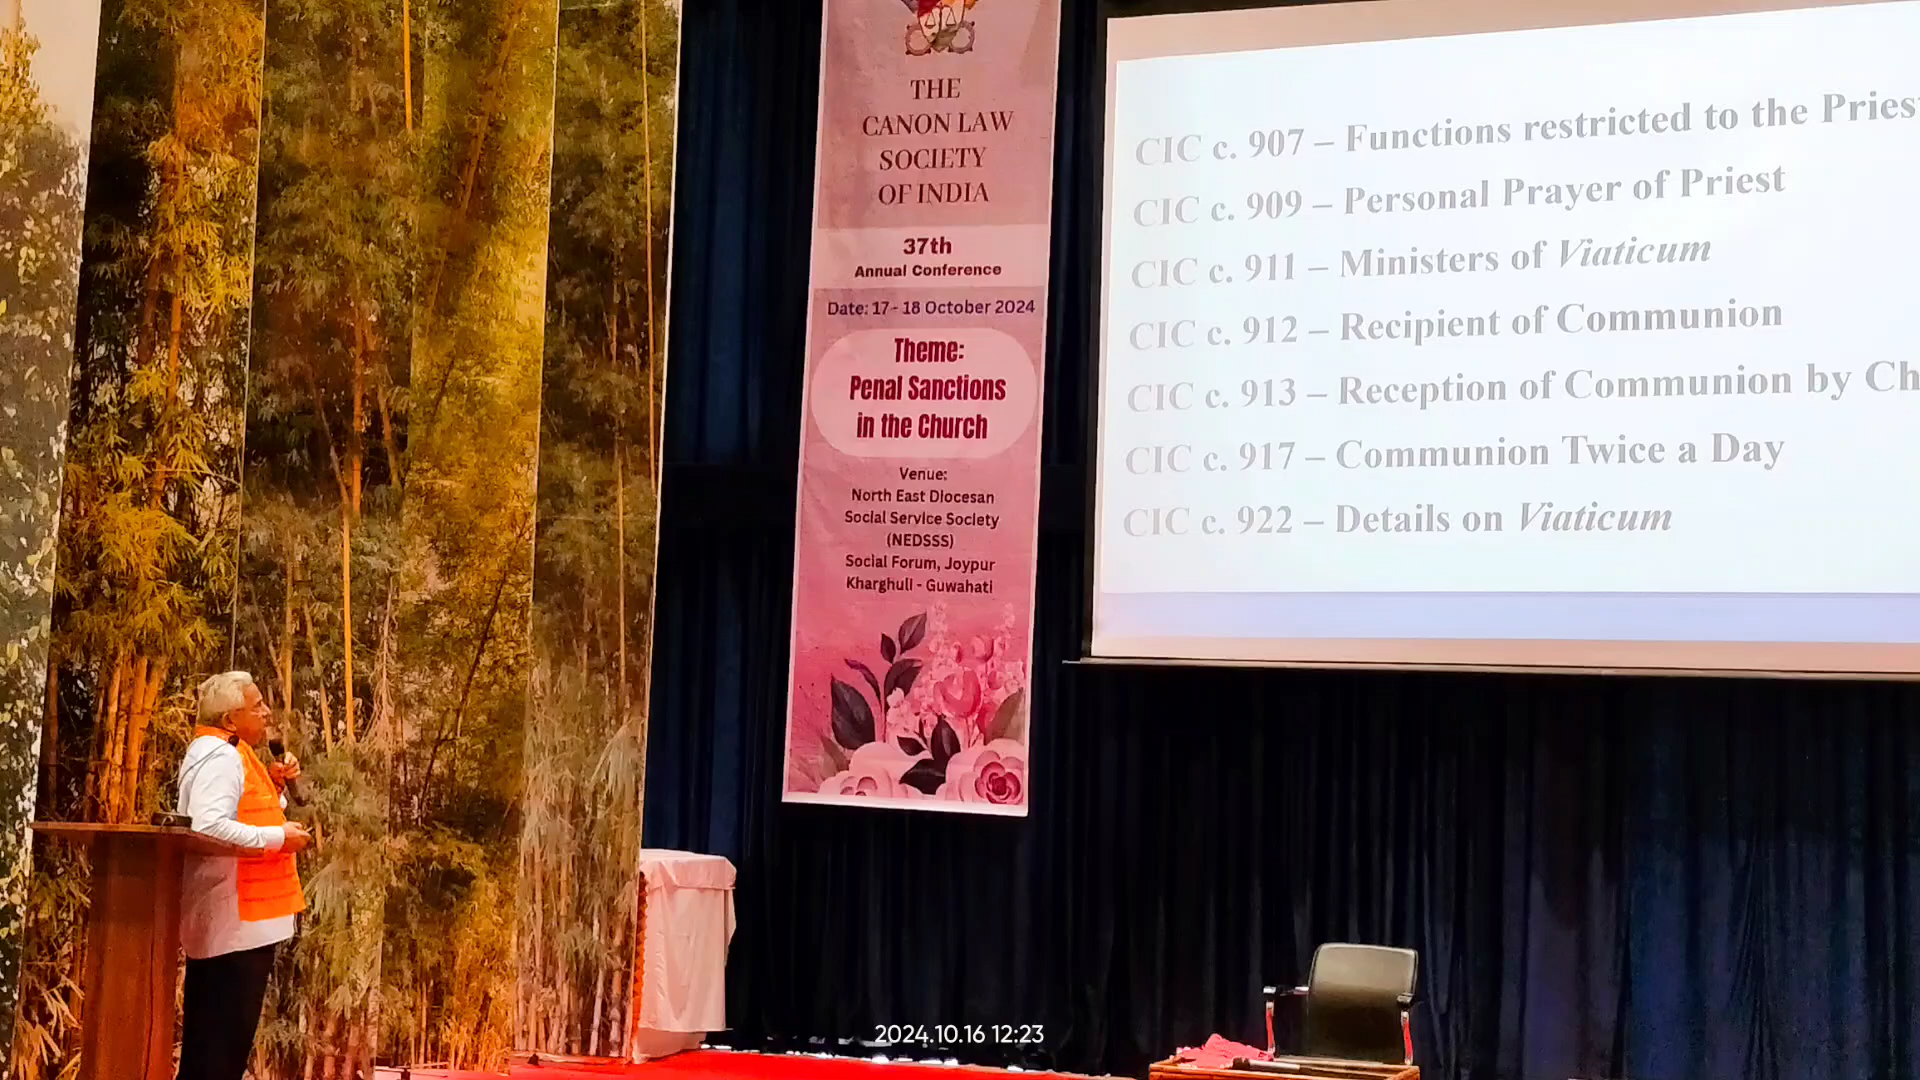 THE
CANON LAW
SOCIETY
OF INDIA
37th
Annual Conference
Date: 17 - 18 October 2024
Theme:
Penal Sanctions
in the Church
Venue:
North East Diocesan
Social Service Society
(NEDSSS)
Social Forum, Joypur
Kharghuli - Guwahati
CIC c. 907 – Functions restricted to the
CIC c. 909 – Personal Prayer of Priest
CIC c. 911 – Ministers of Viaticum
CIC c. 912 – Recipient of Communion
CIC c. 913 – Reception of Communion by
CIC c. 917 – Communion Twice a Day
CIC c. 922 – Details on Viaticum
2024.10.16 12:23